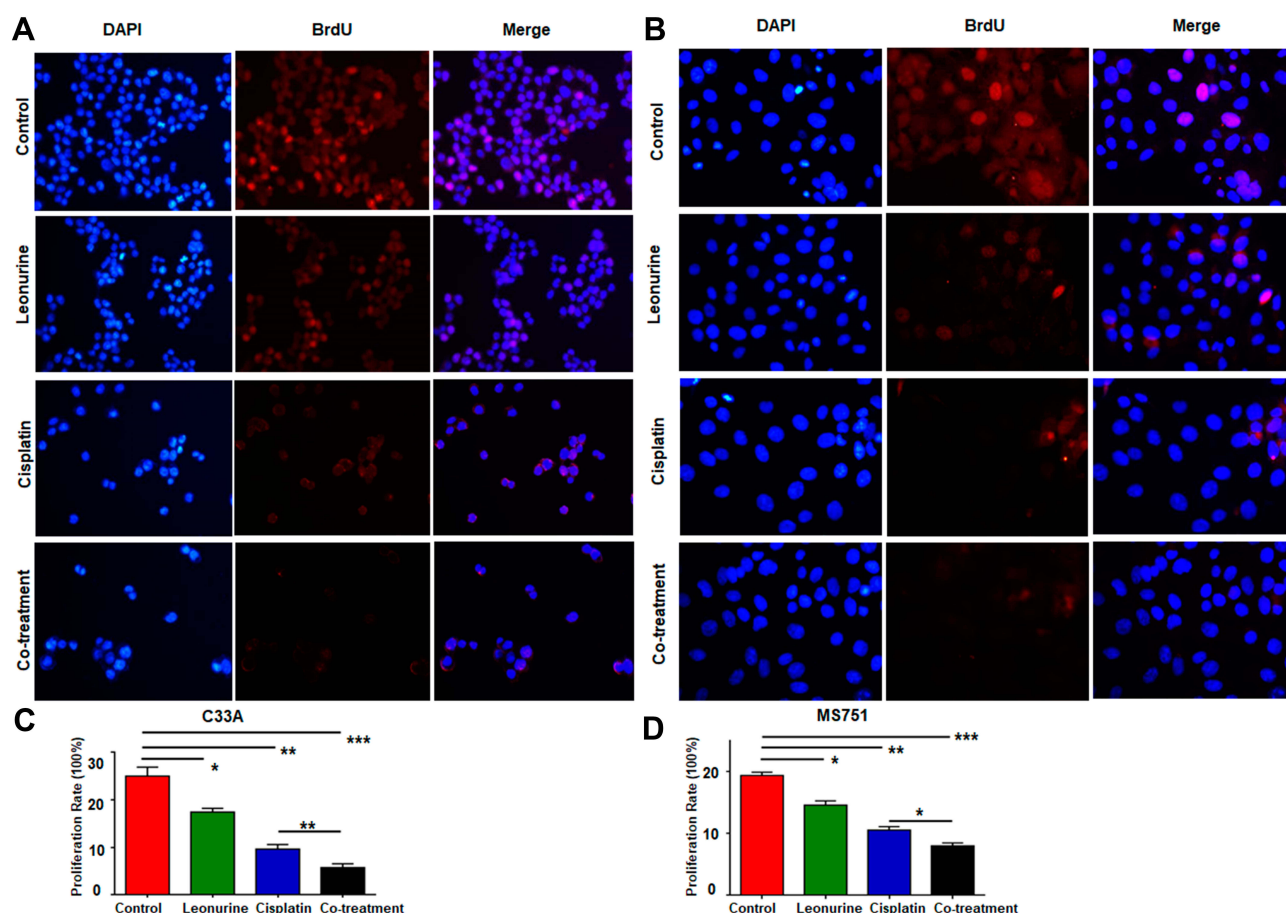 A
DAPI
BrdU
Merge
Control
Leonurine
Cisplatin
Co-treatment
B
DAPI
BrdU
Merge
Control
Leonurine
Cisplatin
Co-treatment
C
C33A
Proliferation Rate (100%)
30
20
10
0
*
**
***
**
Control
Leonurine
Cisplatin
Co-treatment
D
MS751
Proliferation Rate (100%)
20
10
0
*
**
***
*
Control
Leonurine
Cisplatin
Co-treatment